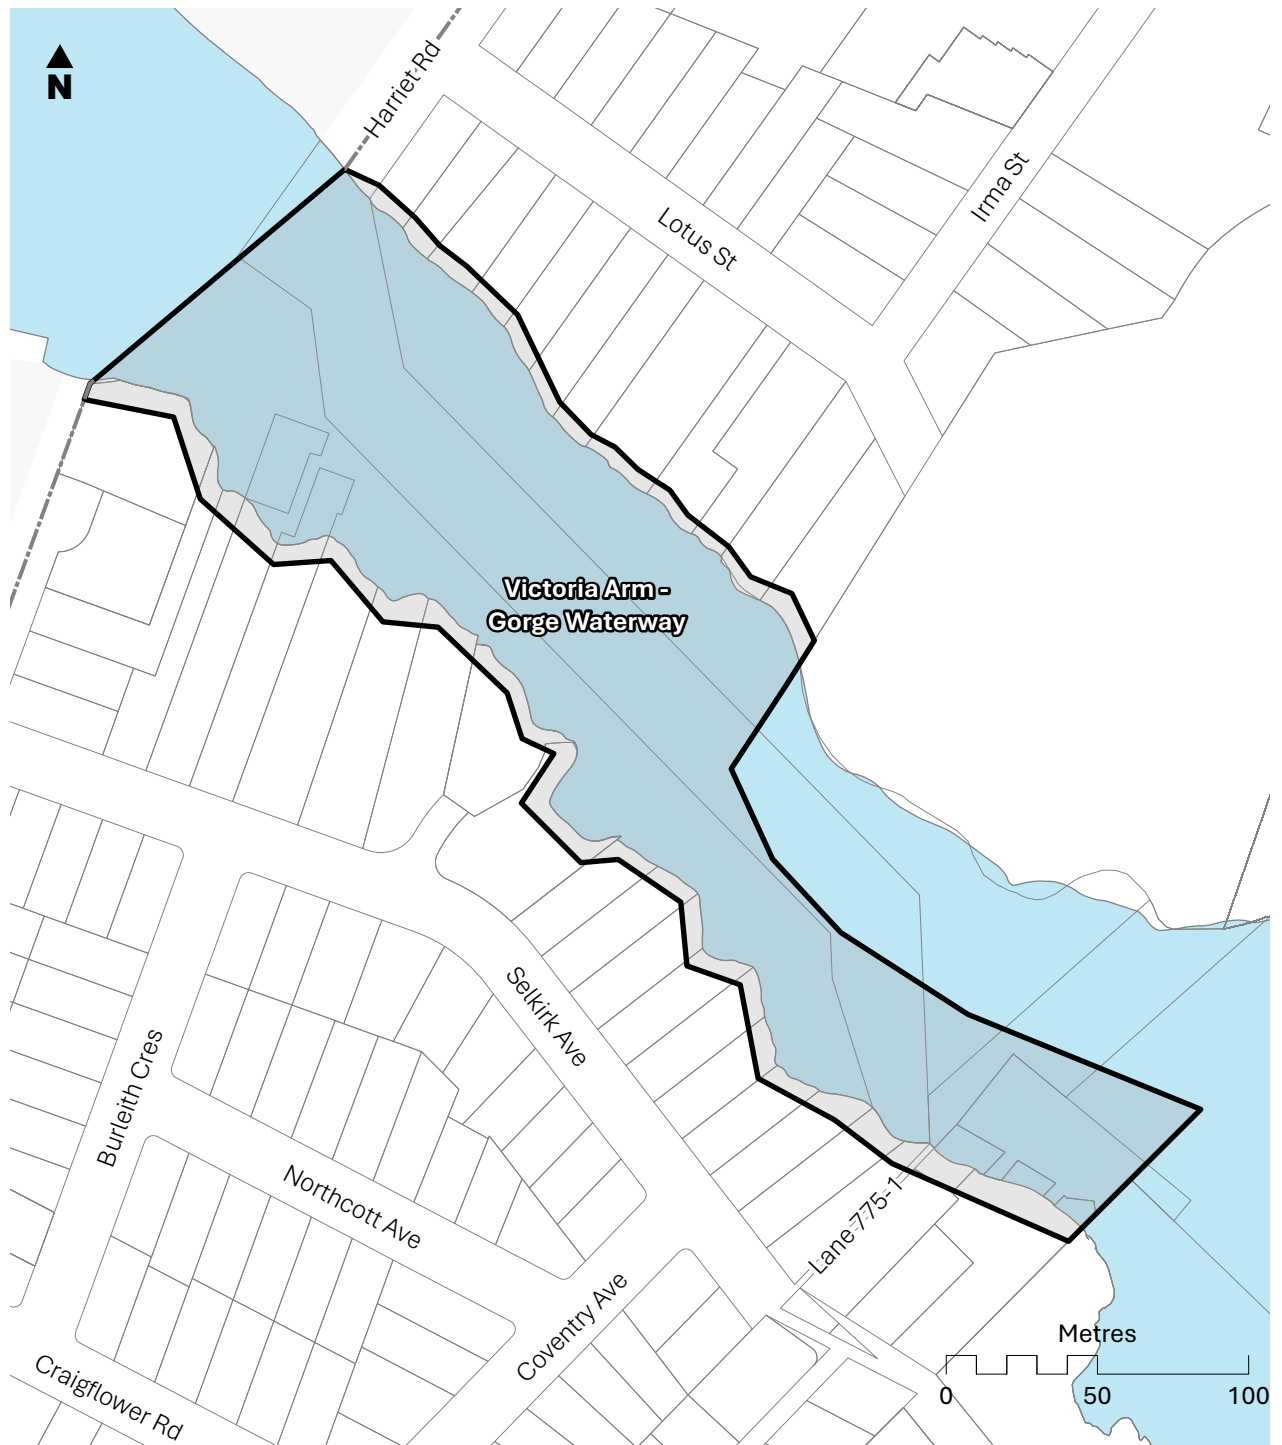 N
Harriet Rd
Lotus St
Irma St
Victoria Arm -
Gorge Waterway
Selkirk Ave
Burleith Cres
Northcott Ave
Lane 775-1
Coventry Ave
Craigflower Rd
Metres
0 50 100